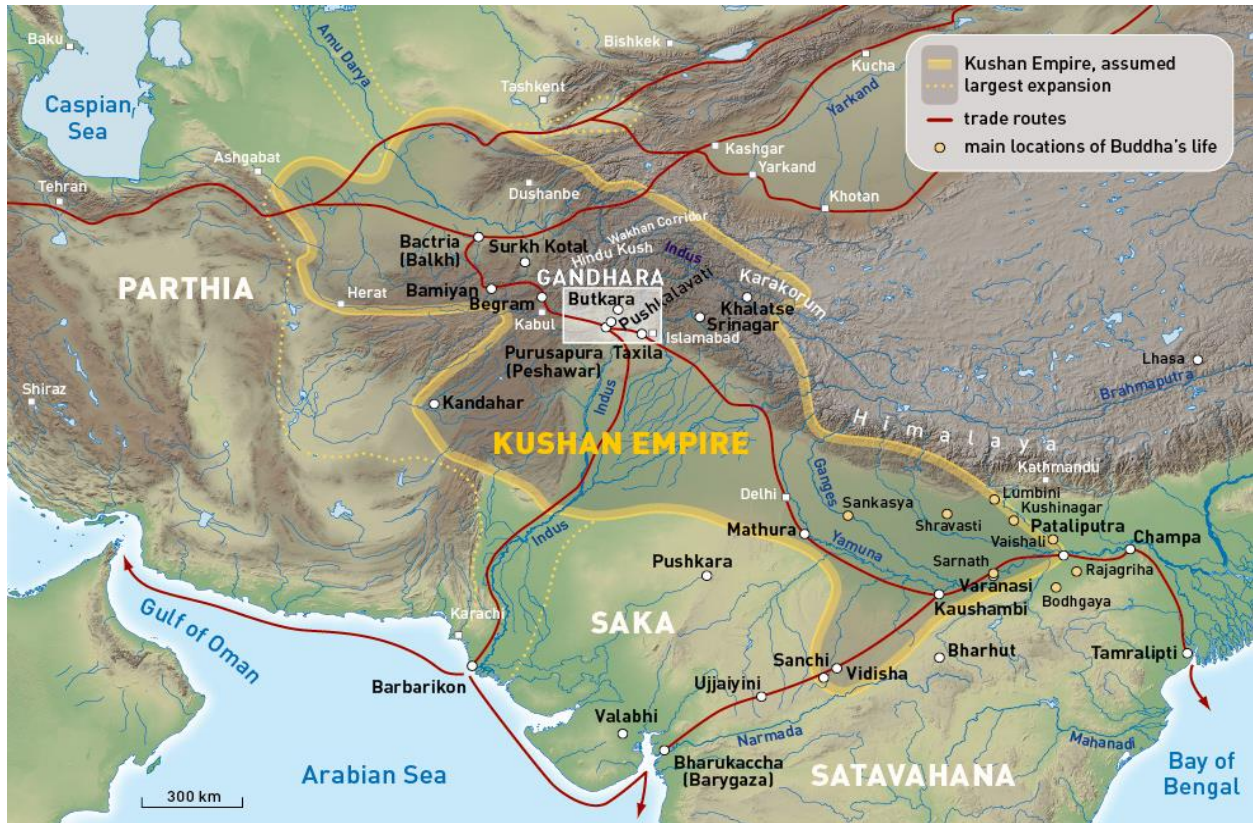 Baku
Caspian
Sea
Amu Darya
Bishkek
Tashkent
Kucha
Yarkand
Kushan Empire, assumed
largest expansion
trade routes
main locations of Buddha's life
Ashgabat
Tehran
Dushanbe
Kashgar
Yarkand
Khotan
Wakhan Corridor
Hindu Kush
Indus
Karakorum
Bactria
(Balkh)
Surkh Kotal
PARTHIA
GANDHARA
Bamiyan
Begram
Herat
Kabul
Butkara
Pushkalavati
Khalatse
Srinagar
Islamabad
Purusapura
(Peshawar)
Taxila
Lhasa
Brahmaputra
Shiraz
Kandahar
Indus
KUSHAN EMPIRE
Himalaya
Kathmandu
Delhi
Ganges
Sankasya
Shravasti
Lumbini
Kushinagar
Pataliputra
Vaishali
Champa
Mathura
Yamuna
Indus
Pushkara
Sarnath
Varanasi
Rajagriha
Kaushambi
Bodhgaya
Karachi
Gulf of Oman
SAKA
Sanchi
Vidisha
Bharhut
Tamralipti
Barbarikon
Ujjaiyini
Valabhi
Narmada
Mahanadi
Bharukaccha
(Barygaza)
SATAVAHANA
Arabian Sea
Bay of
Bengal
300 km